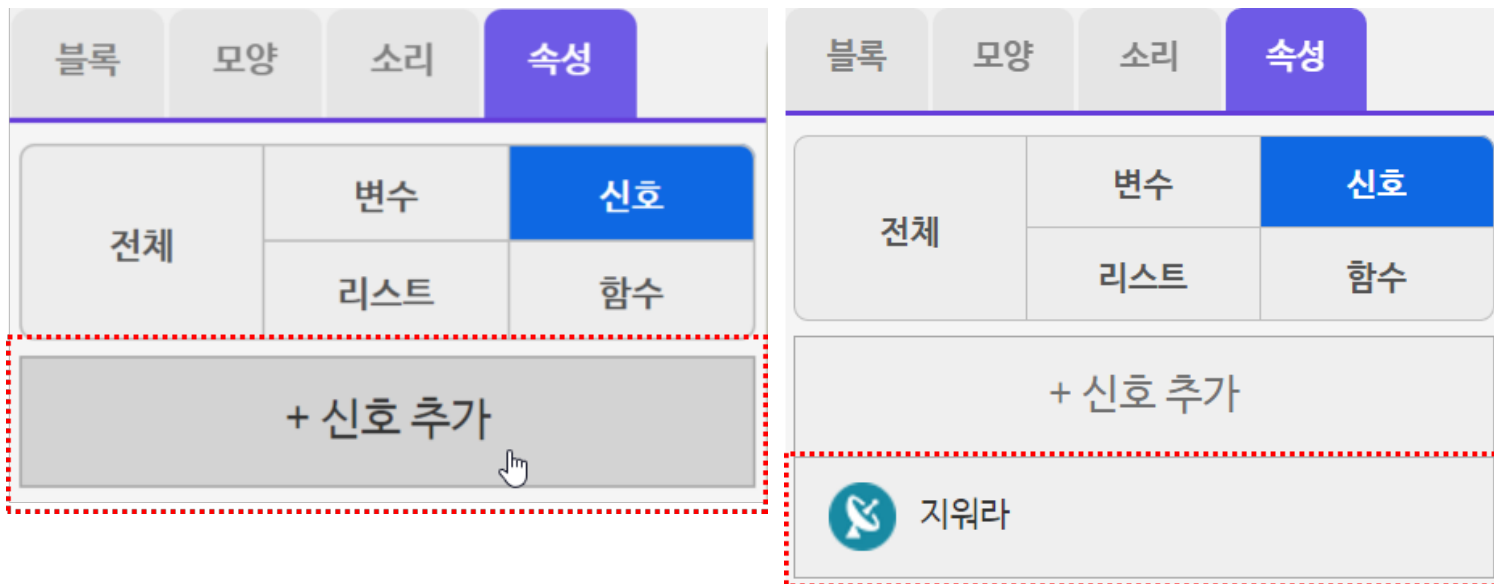 블록 모양 소리 속성
전체
변수 신호
리스트 함수
+ 신호 추가
블록 모양 소리 속성
전체
변수 신호
리스트 함수
+ 신호 추가
지워라